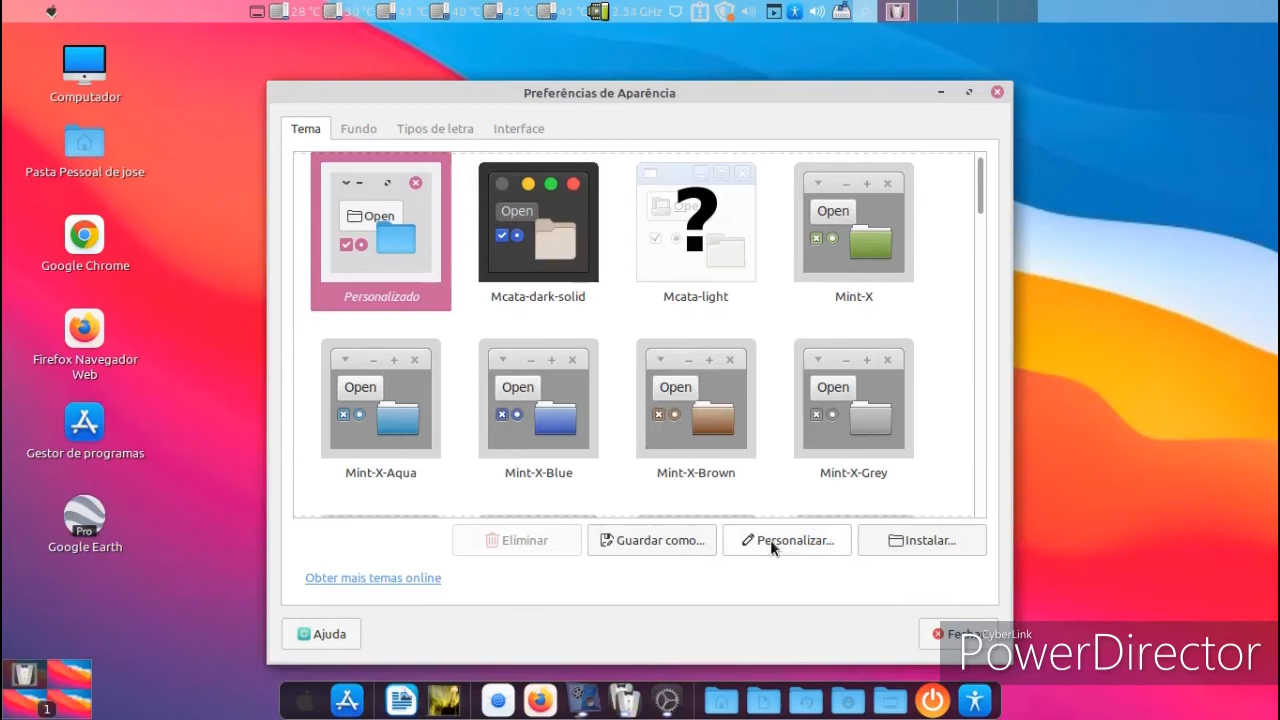 28 °C 30 °C 43 °C 40 °C 42 °C 41 °C 2.54 GHz
Preferências de Aparência
Computador
Pasta Pessoal de jose
Google Chrome
Firefox Navegador
Web
Gestor de programas
Pro
Google Earth
Tema Fundo Tipos de letra Interface
Open Open ? Open
Personalizado Mcata-dark-solid Mcata-light Mint-X
Open Open Open Open
Mint-X-Aqua Mint-X-Blue Mint-X-Brown Mint-X-Grey
Eliminar Guardar como... Personalizar... Instalar...
Obter mais temas online
Ajuda
CyberLink
PowerDirector
1